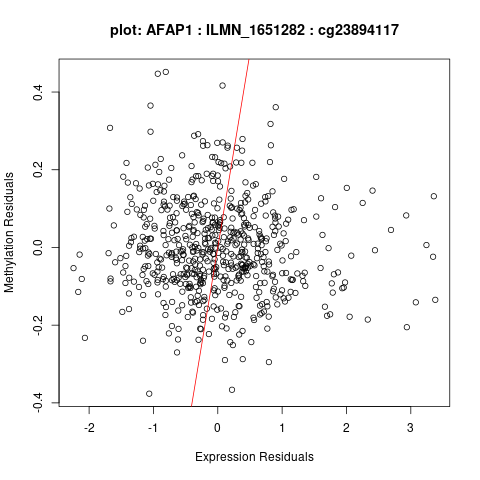 plot: AFAP1 : ILMN_1651282 : cg23894117
Methylation Residuals
0.4
0.2
0.0
-0.2
-0.4
-2 -1 0 1 2 3
Expression Residuals